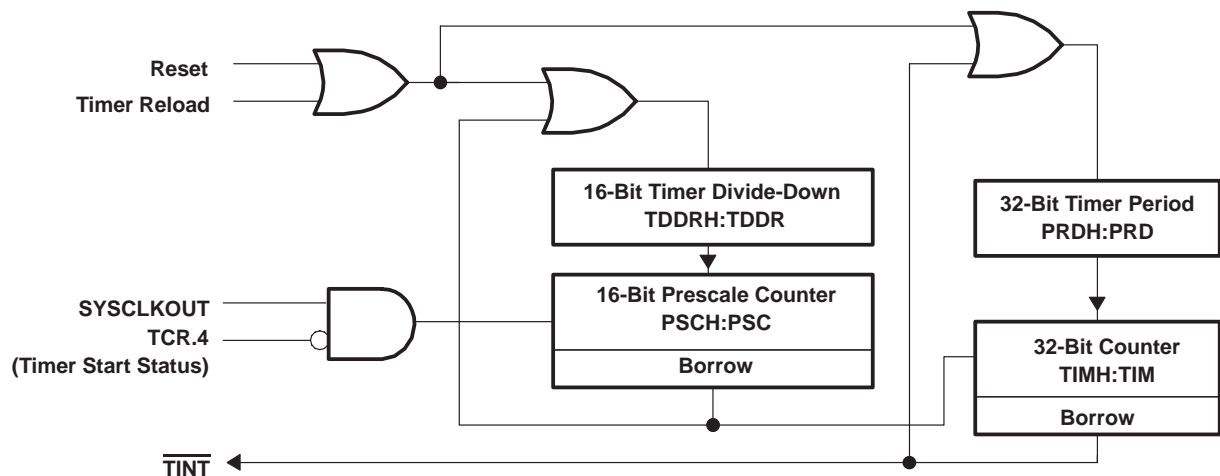 Reset
Timer Reload
16-Bit Timer Divide-Down
TDDRH:TDDR
32-Bit Timer Period
PRDH:PRD
SYSCLKOUT
TCR.4
(Timer Start Status)
16-Bit Prescale Counter
PSCH:PSC
Borrow
32-Bit Counter
TIMH:TIM
Borrow
TINT